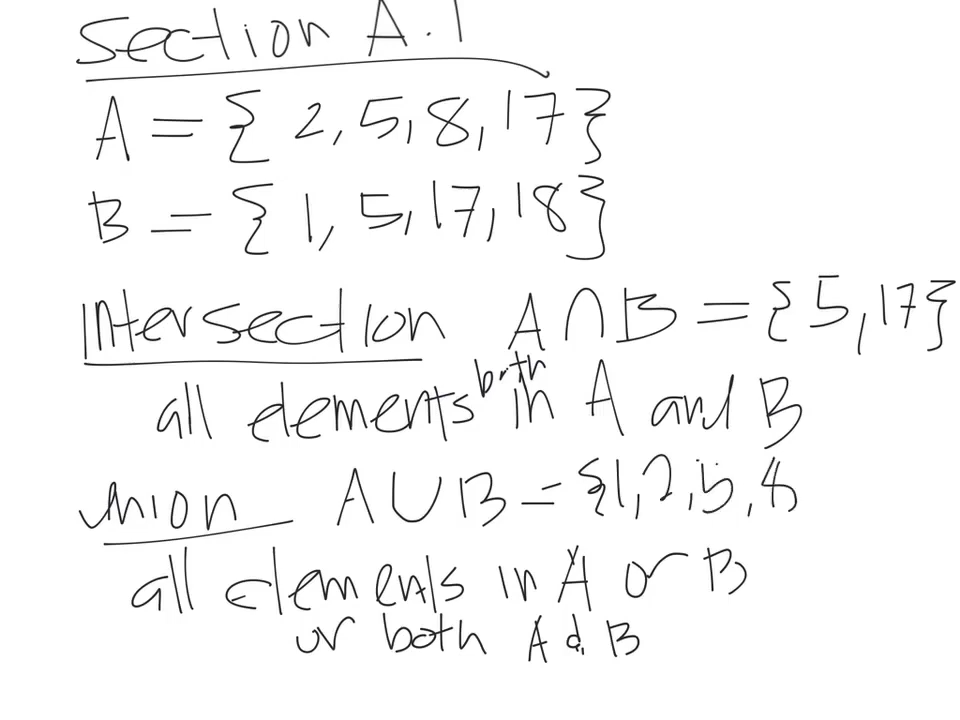 Section A.1
A = { 2, 5, 8, 17}
B = { 1, 5, 17, 18}
Intersection A ∩ B = {5, 17}
all elements both in A and B
Union A ∪ B = {1, 2, 5, 8
all elements in A or B
or both A & B